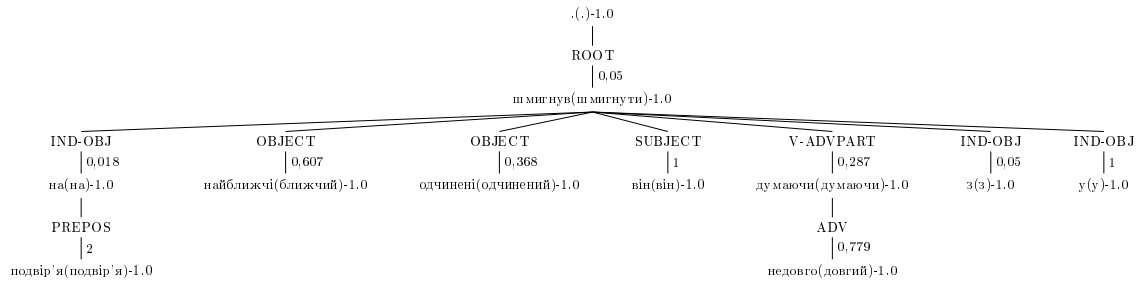 .(.)-1.0
ROOT
0,05
шмигнув(шмигнути)-1.0
IND-OBJ OBJECT OBJECT SUBJECT V-ADVPART IND-OBJ IND-OBJ
0,018 0,607 0,368 1 0,287 0,05 1
на(на)-1.0 найближчі(ближчий)-1.0 одчинені(одчинений)-1.0 він(він)-1.0 думаючи(думаючи)-1.0 з(з)-1.0 у(у)-1.0
PREPOS ADV
2 0,779
подвір'я(подвір'я)-1.0 недовго(довгий)-1.0